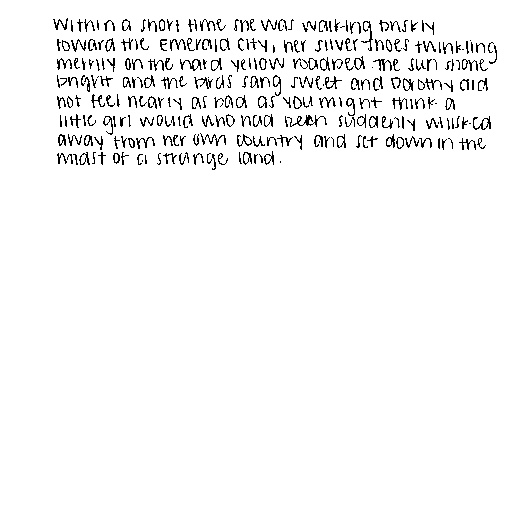 within a short time she was walking briskly
toward the Emerald City, her silver shoes thinkling
merrily on the hard yellow roadbed. The sun shone
bright and the birds sang sweet and Dorothy did
not feel nearly as bad as you might think a
little girl would who had been suddenly whisked
away from her own country and set down in the
midst of a strange land.